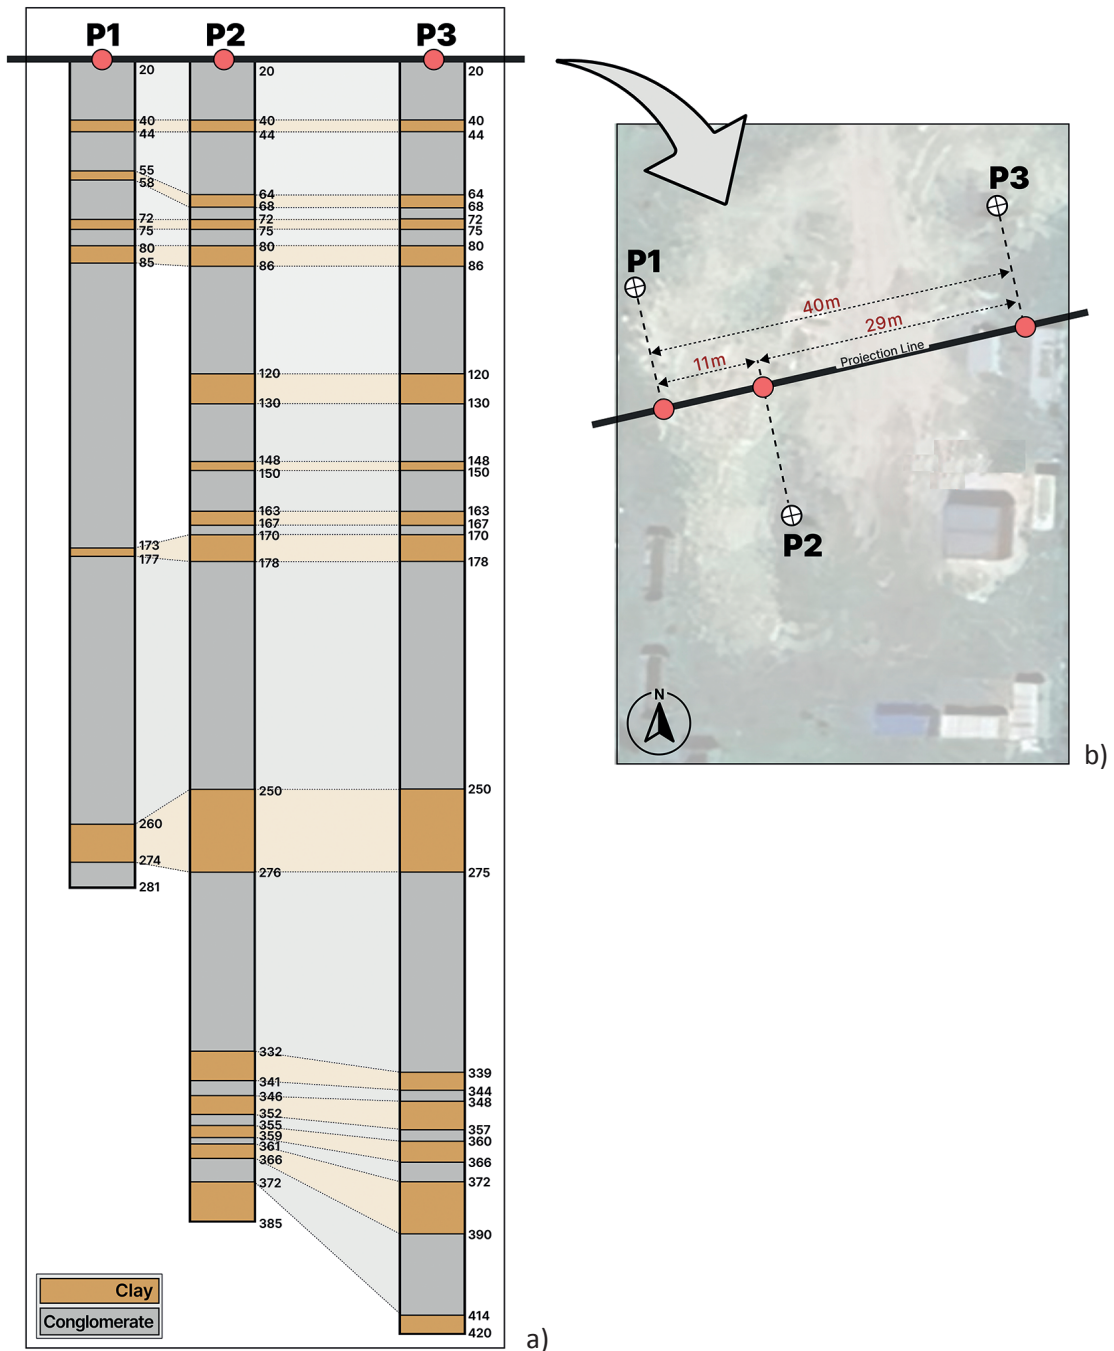 P1 P2 P3
20 20 20
40 40 40
44 44 44
55
58
64 64
68 68
72 72 72
75 75 75
80 80 80
85 86 86
120 120
130 130
148 148
150 150
163 163
167 167
173 170 170
177 178 178
250 250
260
274 276 275
281
332
339
341
344
346
348
352
355
357
359
360
361
366 366
372 372
385
390
414
420
Clay
Conglomerate
a)
P3
P1
40m
29m
11m
Projection Line
P2
N
b)